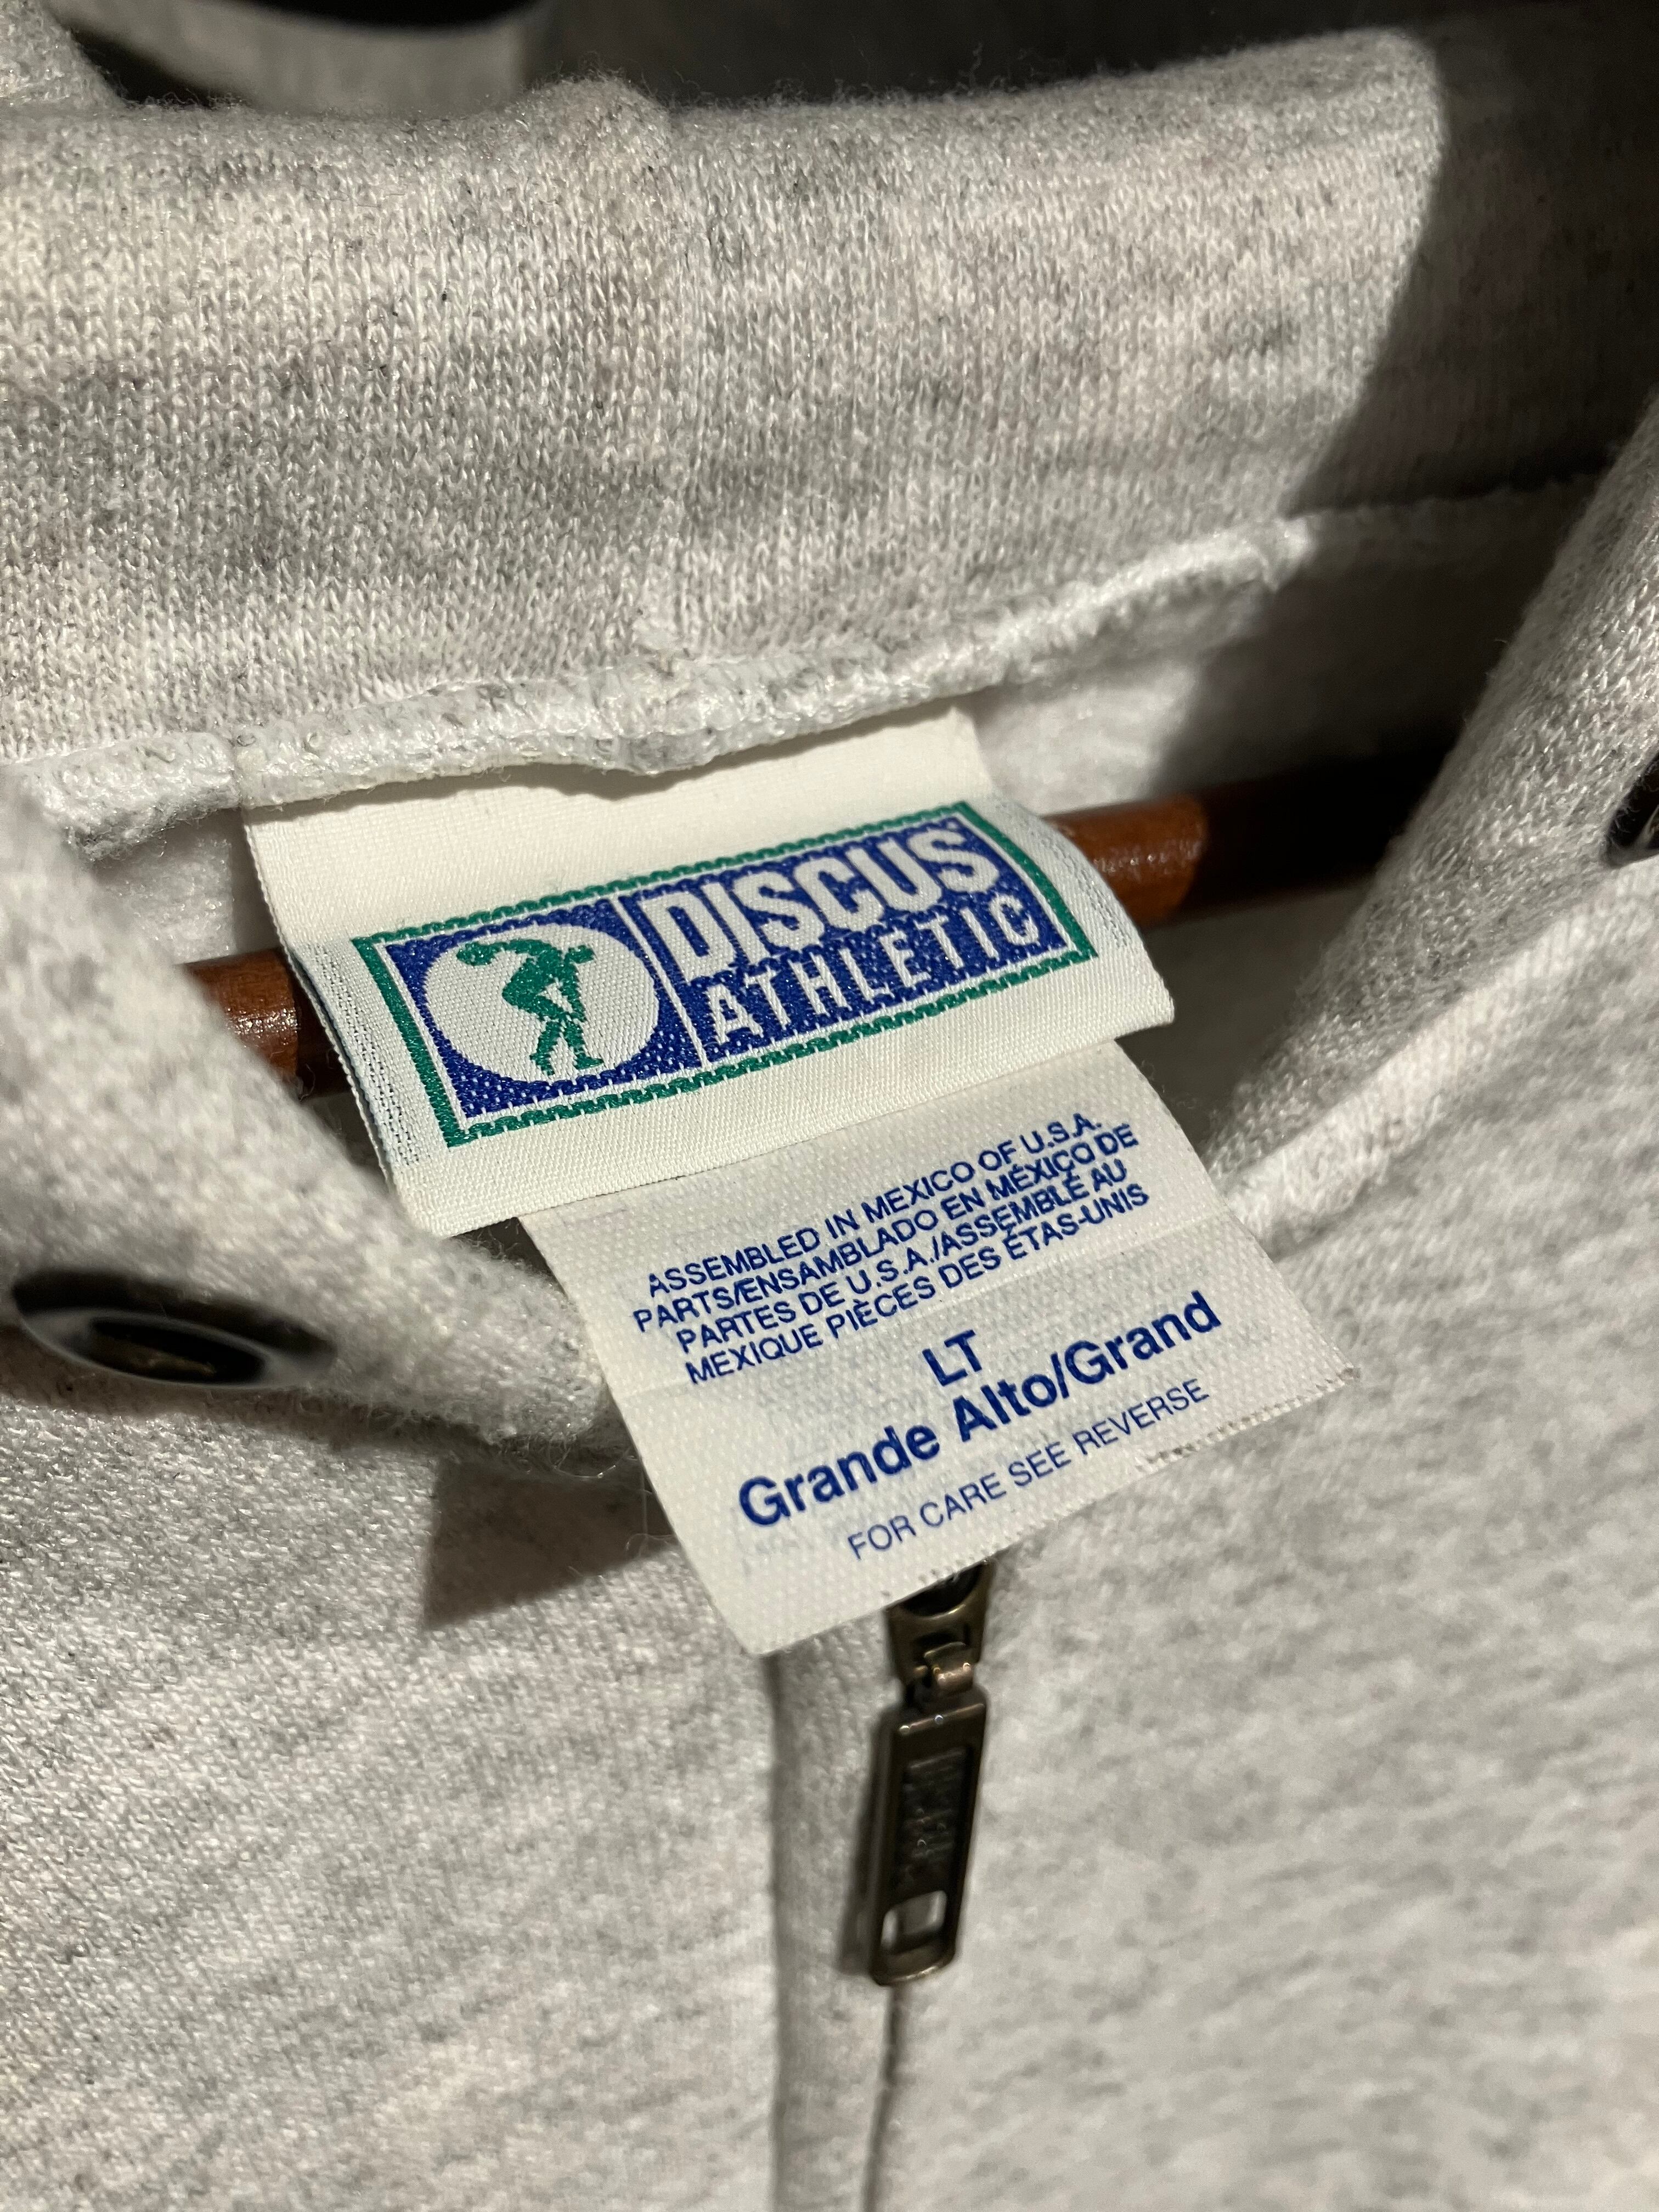 DISCUS
ATHLETIC
ASSEMBLED IN MEXICO OF U.S.A.
PARTS/ENSAMBLADO EN MÉXICO DE
PARTES DE U.S.A./ASSEMBLÉ AU
MEXIQUE PIÈCES DES ÉTAS-UNIS
LT
Grande Alto/Grand
FOR CARE SEE REVERSE